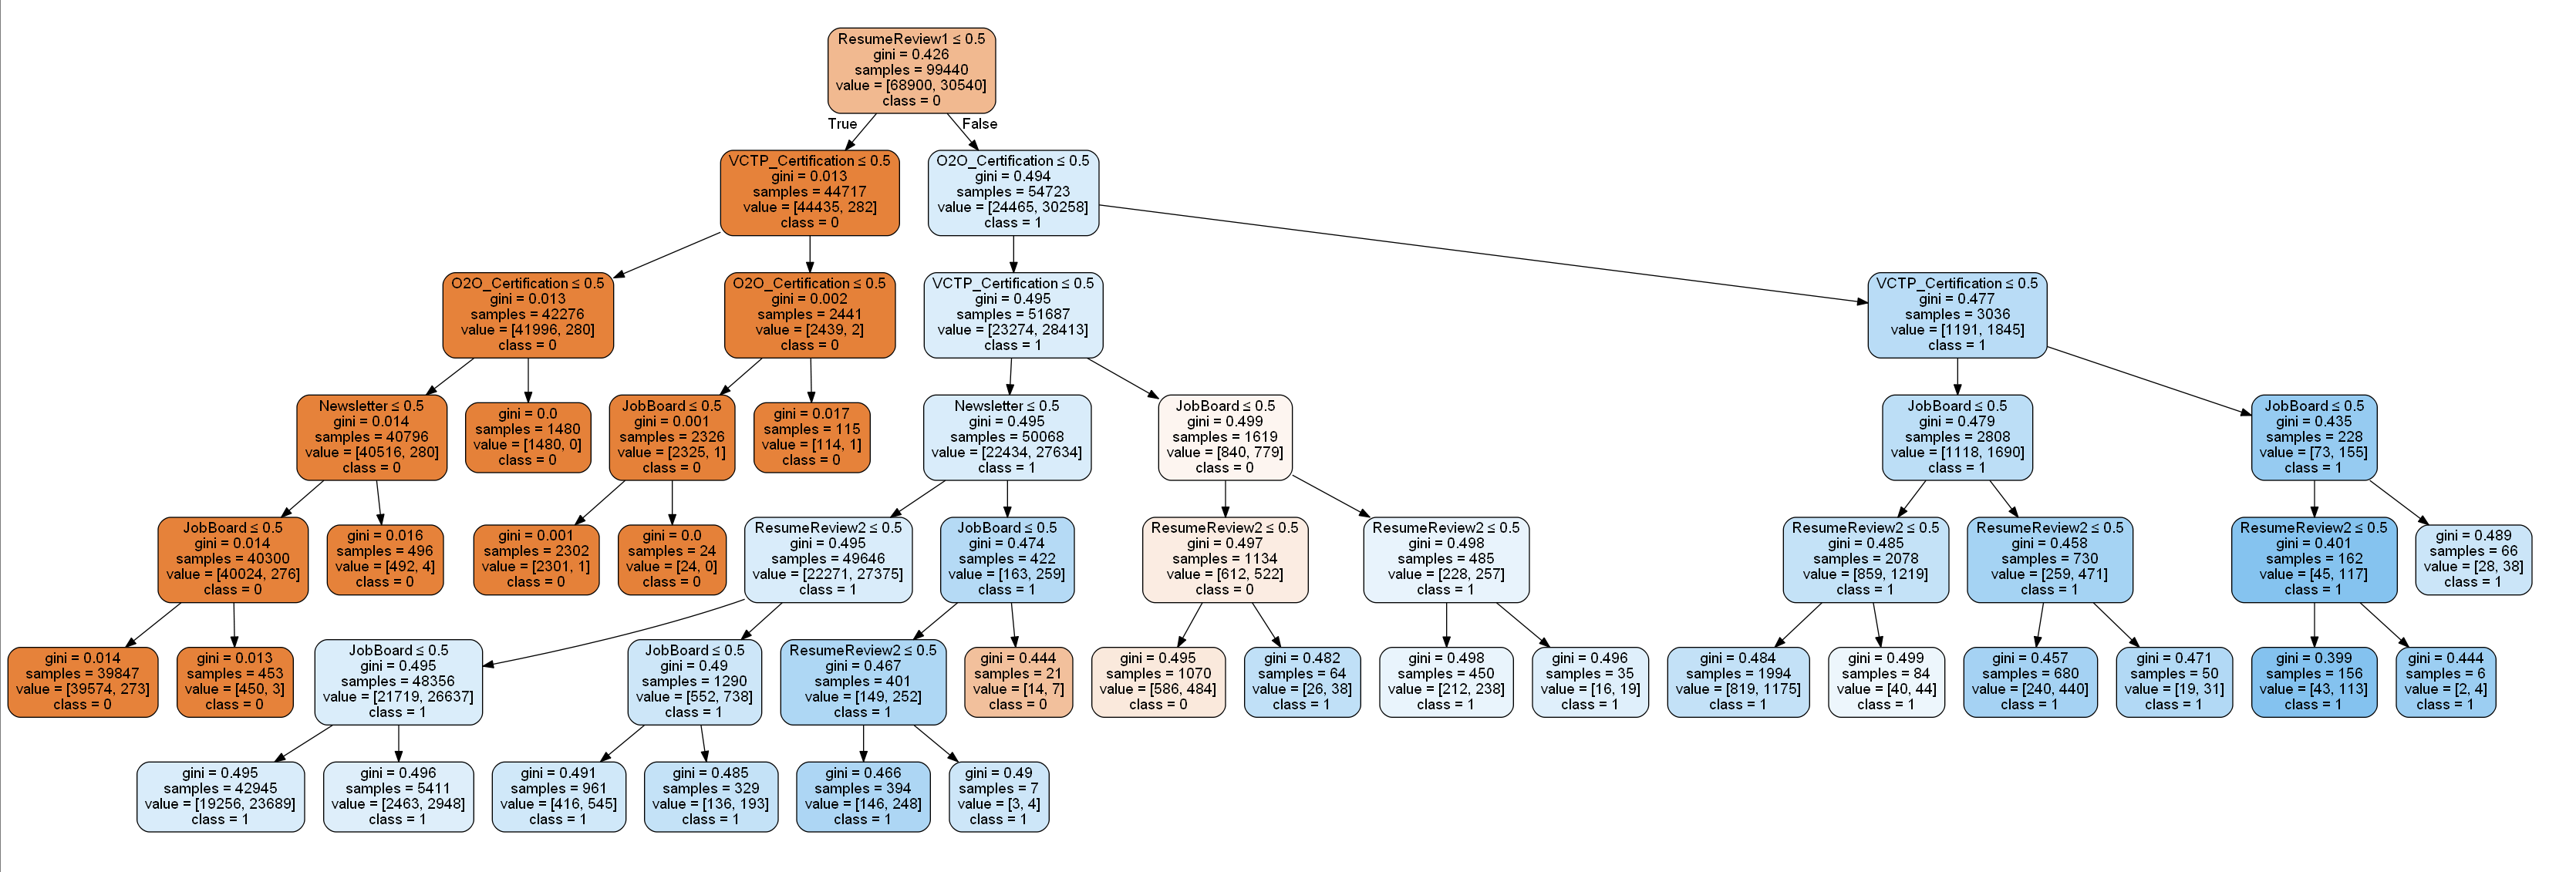 ResumeReview1 ≤ 0.5
gini = 0.426
samples = 99440
value = [68900, 30540]
class = 0
True
False
VCTP_Certification ≤ 0.5
gini = 0.013
samples = 44717
value = [44435, 282]
class = 0
O2O_Certification ≤ 0.5
gini = 0.494
samples = 54723
value = [24465, 30258]
class = 1
O2O_Certification ≤ 0.5
gini = 0.013
samples = 42276
value = [41996, 280]
class = 0
O2O_Certification ≤ 0.5
gini = 0.002
samples = 2441
value = [2439, 2]
class = 0
VCTP_Certification ≤ 0.5
gini = 0.495
samples = 51687
value = [23274, 28413]
class = 1
VCTP_Certification ≤ 0.5
gini = 0.477
samples = 3036
value = [1191, 1845]
class = 1
Newsletter ≤ 0.5
gini = 0.014
samples = 40796
value = [40516, 280]
class = 0
gini = 0.0
samples = 1480
value = [1480, 0]
class = 0
JobBoard ≤ 0.5
gini = 0.001
samples = 2326
value = [2325, 1]
class = 0
gini = 0.017
samples = 115
value = [114, 1]
class = 0
Newsletter ≤ 0.5
gini = 0.495
samples = 50068
value = [22434, 27634]
class = 1
JobBoard ≤ 0.5
gini = 0.499
samples = 1619
value = [840, 779]
class = 0
JobBoard ≤ 0.5
gini = 0.479
samples = 2808
value = [1118, 1690]
class = 1
JobBoard ≤ 0.5
gini = 0.435
samples = 228
value = [73, 155]
class = 1
JobBoard ≤ 0.5
gini = 0.014
samples = 40300
value = [40024, 276]
class = 0
gini = 0.016
samples = 496
value = [492, 4]
class = 0
gini = 0.001
samples = 2302
value = [2301, 1]
class = 0
gini = 0.0
samples = 24
value = [24, 0]
class = 0
ResumeReview2 ≤ 0.5
gini = 0.495
samples = 49646
value = [22271, 27375]
class = 1
JobBoard ≤ 0.5
gini = 0.474
samples = 422
value = [163, 259]
class = 1
ResumeReview2 ≤ 0.5
gini = 0.497
samples = 1134
value = [612, 522]
class = 0
ResumeReview2 ≤ 0.5
gini = 0.498
samples = 485
value = [228, 257]
class = 1
ResumeReview2 ≤ 0.5
gini = 0.485
samples = 2078
value = [859, 1219]
class = 1
ResumeReview2 ≤ 0.5
gini = 0.458
samples = 730
value = [259, 471]
class = 1
ResumeReview2 ≤ 0.5
gini = 0.401
samples = 162
value = [45, 117]
class = 1
gini = 0.489
samples = 66
value = [28, 38]
class = 1
gini = 0.014
samples = 39847
value = [39574, 273]
class = 0
gini = 0.013
samples = 453
value = [450, 3]
class = 0
JobBoard ≤ 0.5
gini = 0.495
samples = 48356
value = [21719, 26637]
class = 1
JobBoard ≤ 0.5
gini = 0.49
samples = 1290
value = [552, 738]
class = 1
ResumeReview2 ≤ 0.5
gini = 0.467
samples = 401
value = [149, 252]
class = 1
gini = 0.444
samples = 21
value = [14, 7]
class = 0
gini = 0.495
samples = 1070
value = [586, 484]
class = 0
gini = 0.482
samples = 64
value = [26, 38]
class = 1
gini = 0.498
samples = 450
value = [212, 238]
class = 1
gini = 0.496
samples = 35
value = [16, 19]
class = 1
gini = 0.484
samples = 1994
value = [819, 1175]
class = 1
gini = 0.499
samples = 84
value = [40, 44]
class = 1
gini = 0.457
samples = 680
value = [240, 440]
class = 1
gini = 0.471
samples = 50
value = [19, 31]
class = 1
gini = 0.399
samples = 156
value = [43, 113]
class = 1
gini = 0.444
samples = 6
value = [2, 4]
class = 1
gini = 0.495
samples = 42945
value = [19256, 23689]
class = 1
gini = 0.496
samples = 5411
value = [2463, 2948]
class = 1
gini = 0.491
samples = 961
value = [416, 545]
class = 1
gini = 0.485
samples = 329
value = [136, 193]
class = 1
gini = 0.466
samples = 394
value = [146, 248]
class = 1
gini = 0.49
samples = 7
value = [3, 4]
class = 1